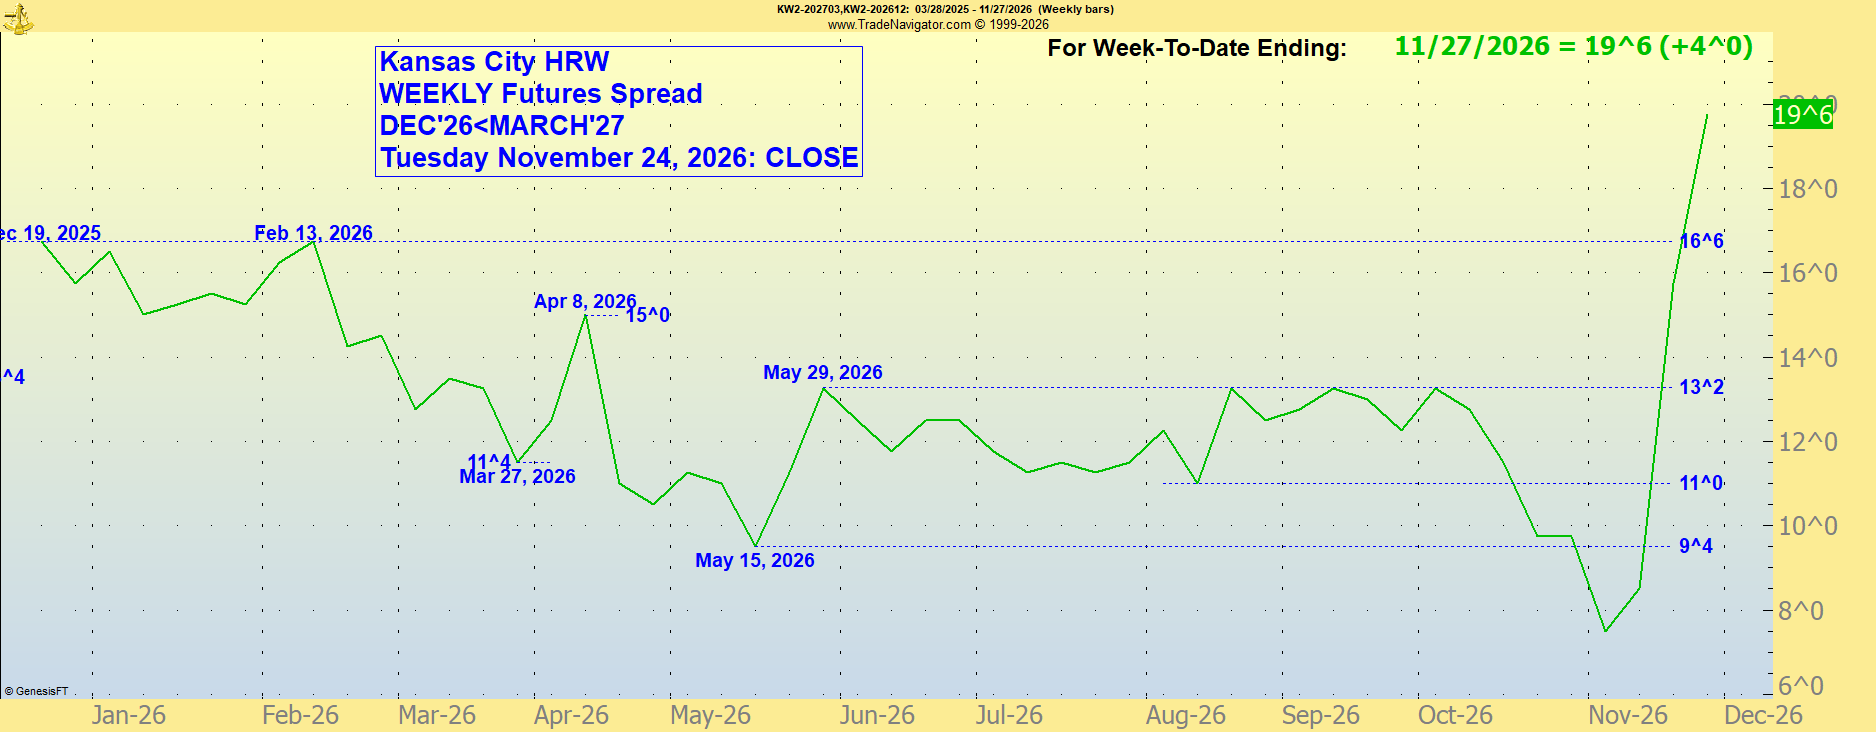 KW2-202703,KW2-202612: 03/28/2025 - 11/27/2026 (Weekly bars)
www.TradeNavigator.com © 1999-2026
For Week-To-Date Ending: 11/27/2026 = 19^6 (+4^0)
Kansas City HRW
WEEKLY Futures Spread
DEC'26<MARCH'27
Tuesday November 24, 2026: CLOSE
20^0
19^6
18^0
ec 19, 2025
Feb 13, 2026
16^6
16^0
Apr 8, 2026
15^0
14^0
^4
May 29, 2026
13^2
12^0
11^4
Mar 27, 2026
11^0
10^0
May 15, 2026
9^4
8^0
6^0
© GenesisFT
Jan-26 Feb-26 Mar-26 Apr-26 May-26 Jun-26 Jul-26 Aug-26 Sep-26 Oct-26 Nov-26 Dec-26